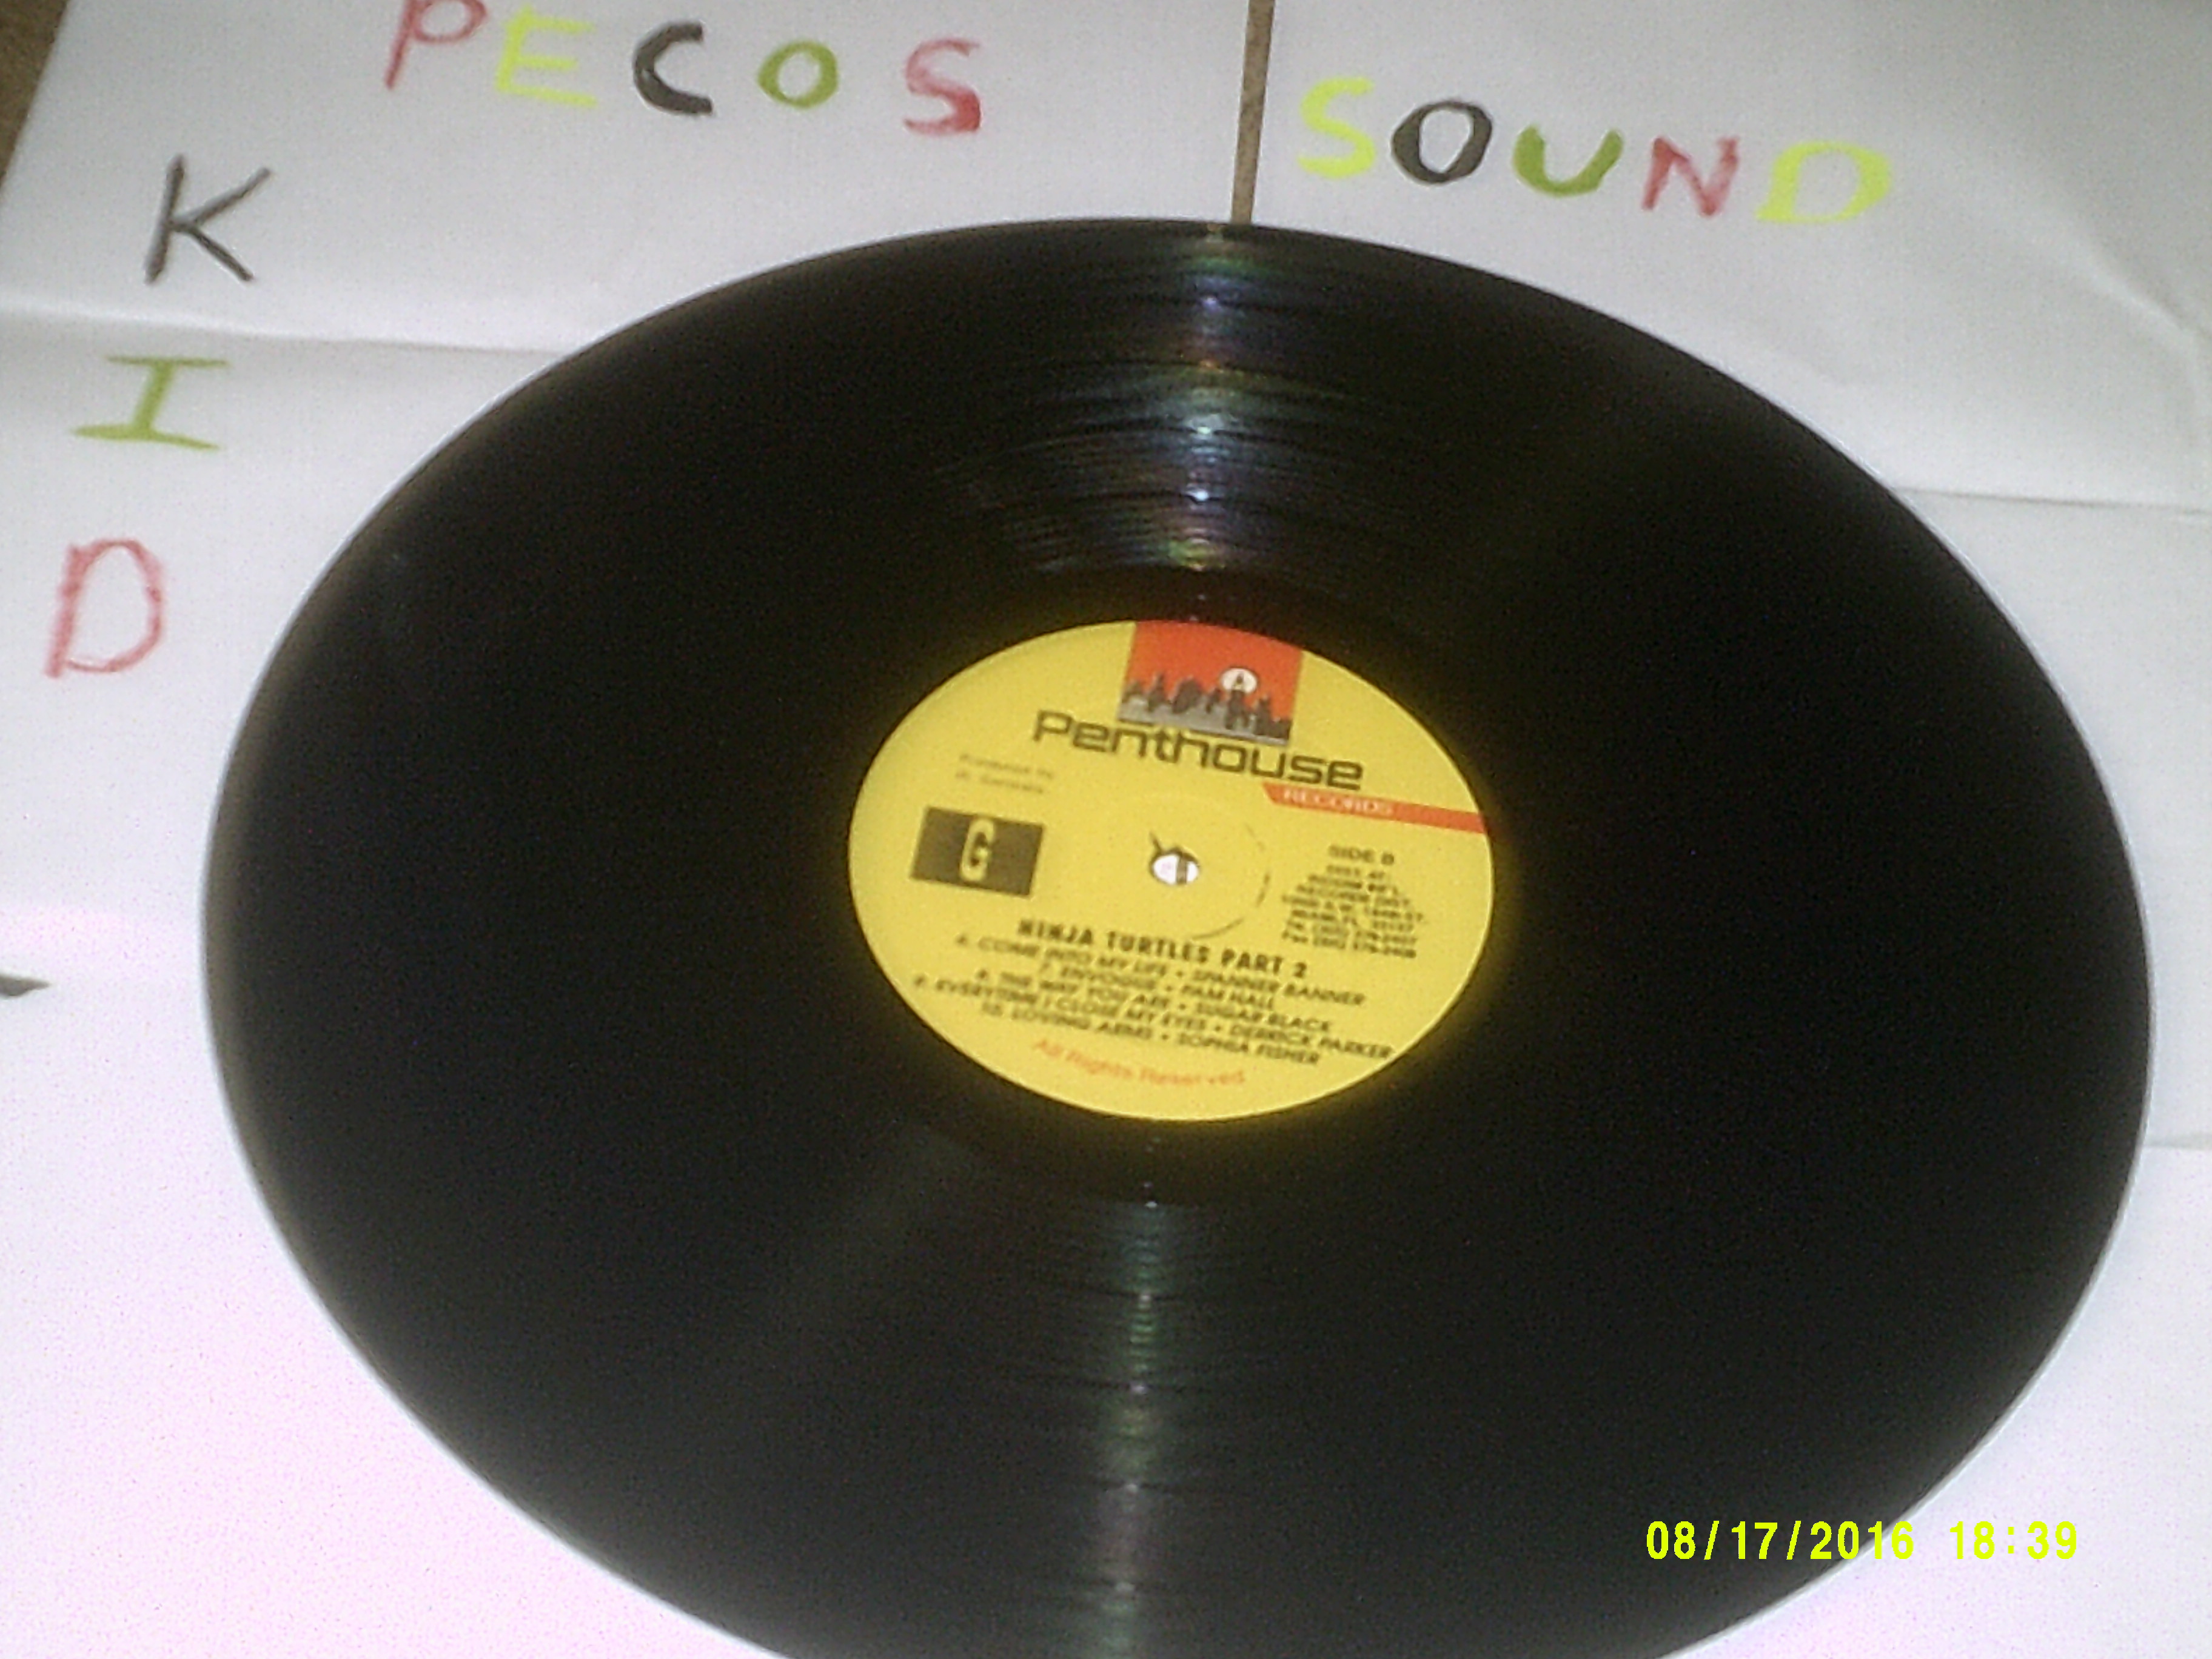 PECOS SOUND
K
I
D
A
Penthouse
RECORDS
G
SIDE B
NINJA TURTLES PART 2
6. COME INTO MY LIFE • SPANNER BANNER
7. ENVOGUE • PAM HALL
8. THE WAY YOU ARE • SUGAR BLACK
9. EVERYTIME I CLOSE MY EYES • DERRICK PARKER
10. LOVING ARMS • SOPHIA FISHER
All Rights Reserved
08/17/2016 18:39